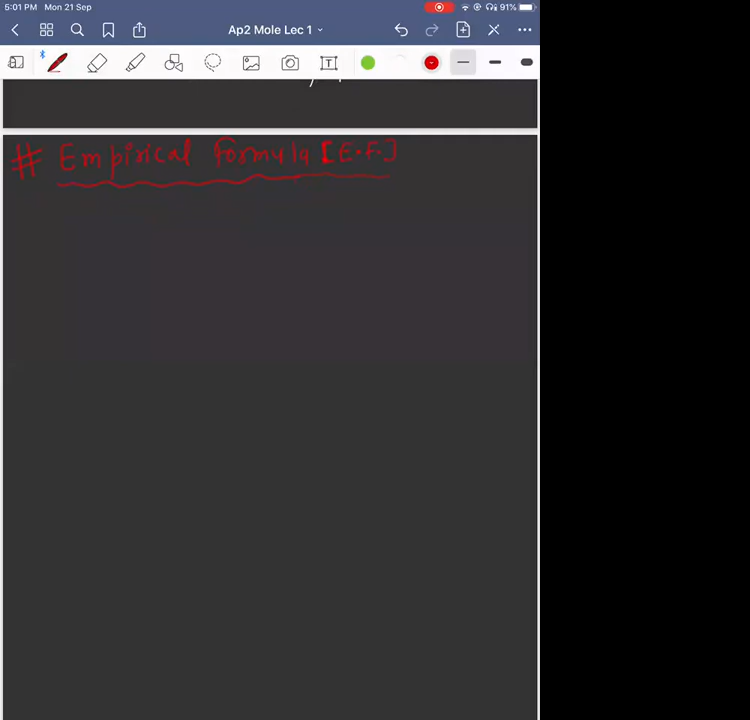 5:01 PM Mon 21 Sep 91%
Ap2 Mole Lec 1
T
# Empirical formula [E.F.]